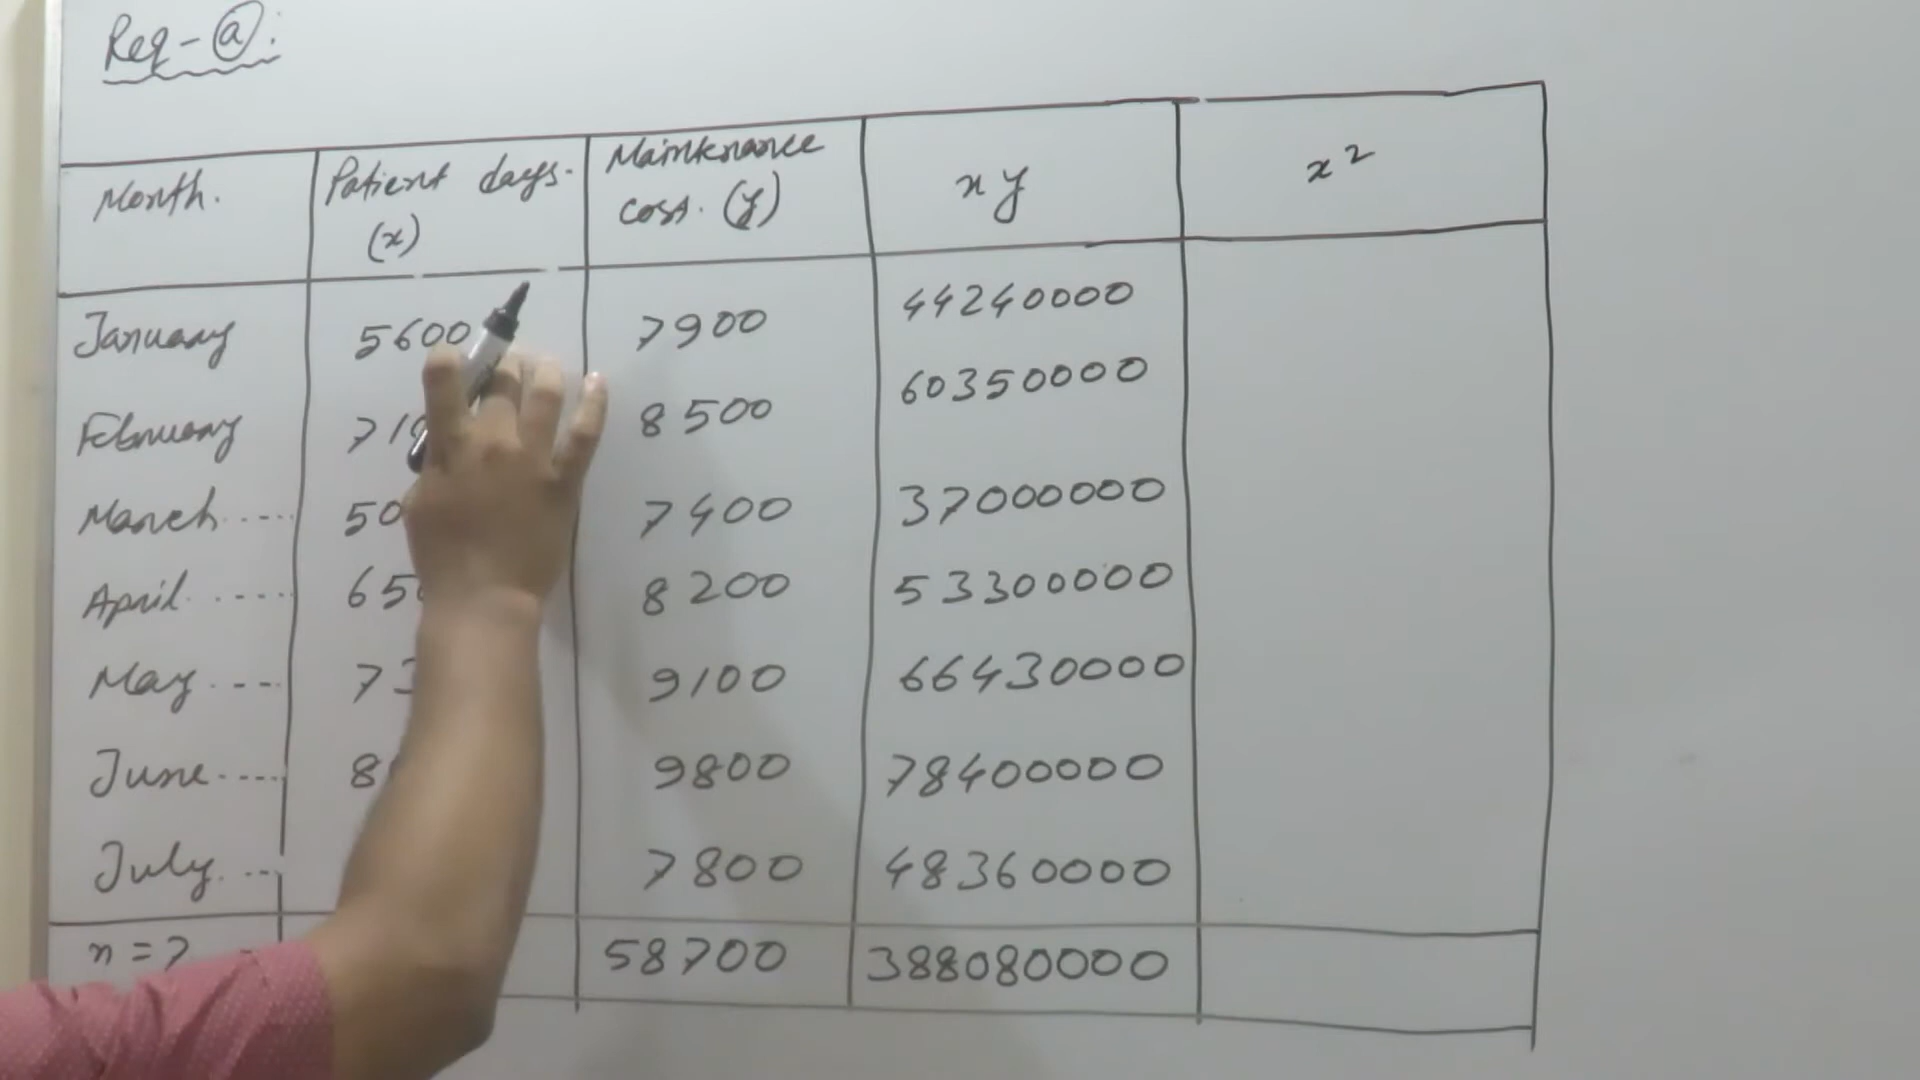 Req-ⓐ:
Month. Patient days. (x) Maintenance cost. (y) xy x²
January 5600 7900 44240000
February 8500 60350000
March 7400 37000000
April 8200 53300000
May 9100 66430000
June 9800 78400000
July 7800 48360000
n = 7 58700 388080000